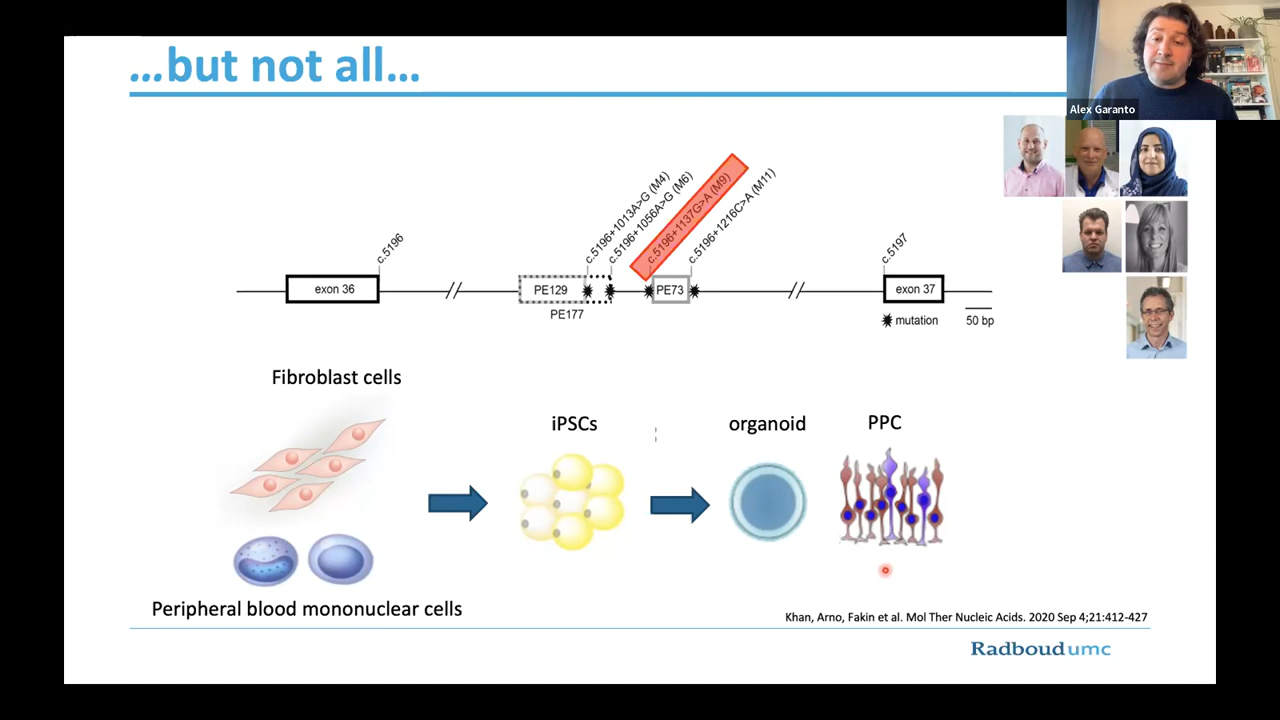 ...but not all...
Alex Garanto
c.5196
c.5196+1013A>G (M4)
c.5196+1056A>G (M6)
c.5196+1137G>A (M9)
c.5196+1216C>A (M11)
c.5197
exon 36
PE129
PE73
exon 37
PE177
mutation
50 bp
Fibroblast cells
iPSCs
organoid
PPC
Peripheral blood mononuclear cells
Khan, Arno, Fakin et al. Mol Ther Nucleic Acids. 2020 Sep 4;21:412-427
Radboudumc